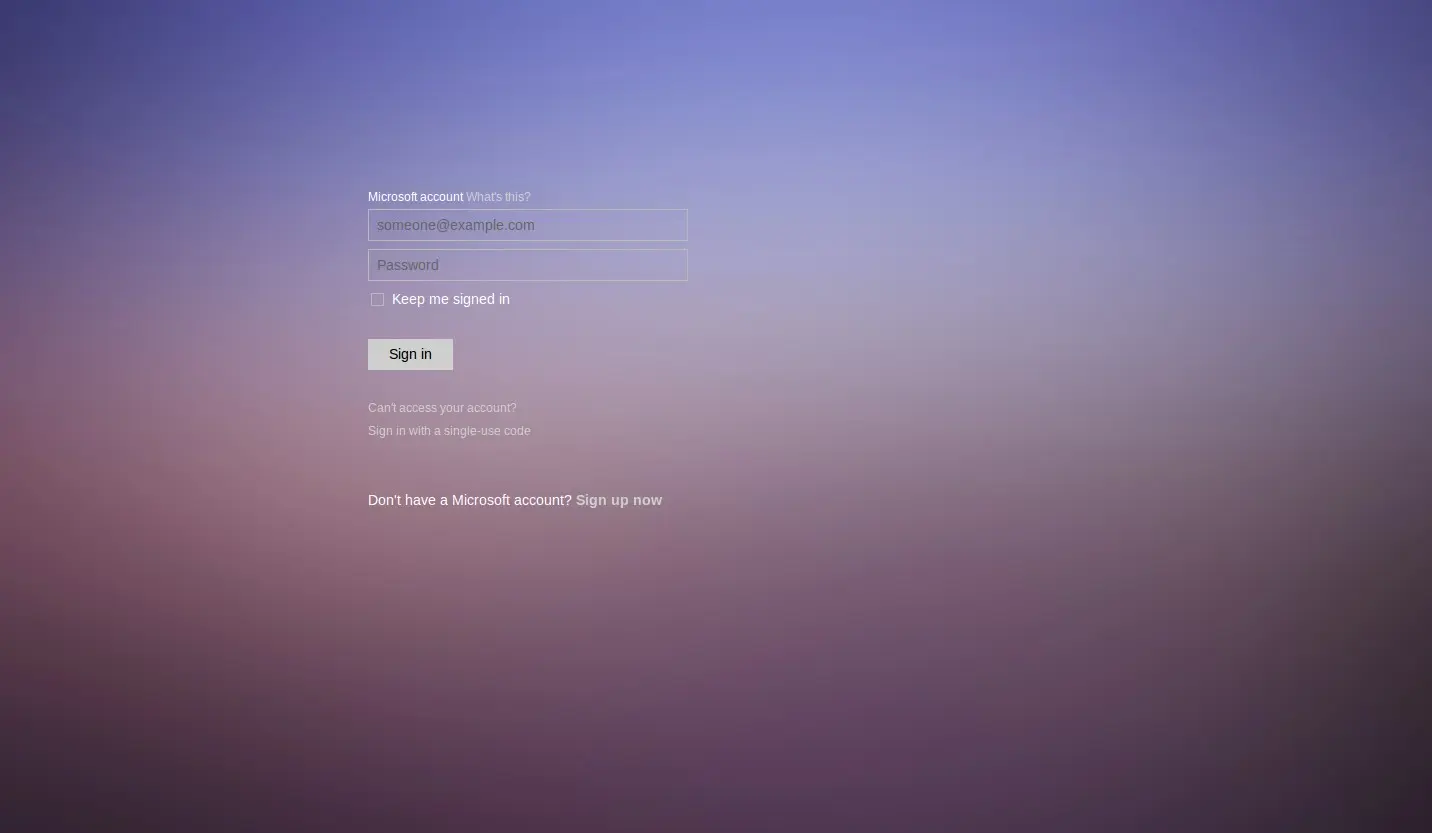 Microsoft account What's this?
someone@example.com
Password
Keep me signed in
Sign in
Can't access your account?
Sign in with a single-use code
Don't have a Microsoft account? Sign up now